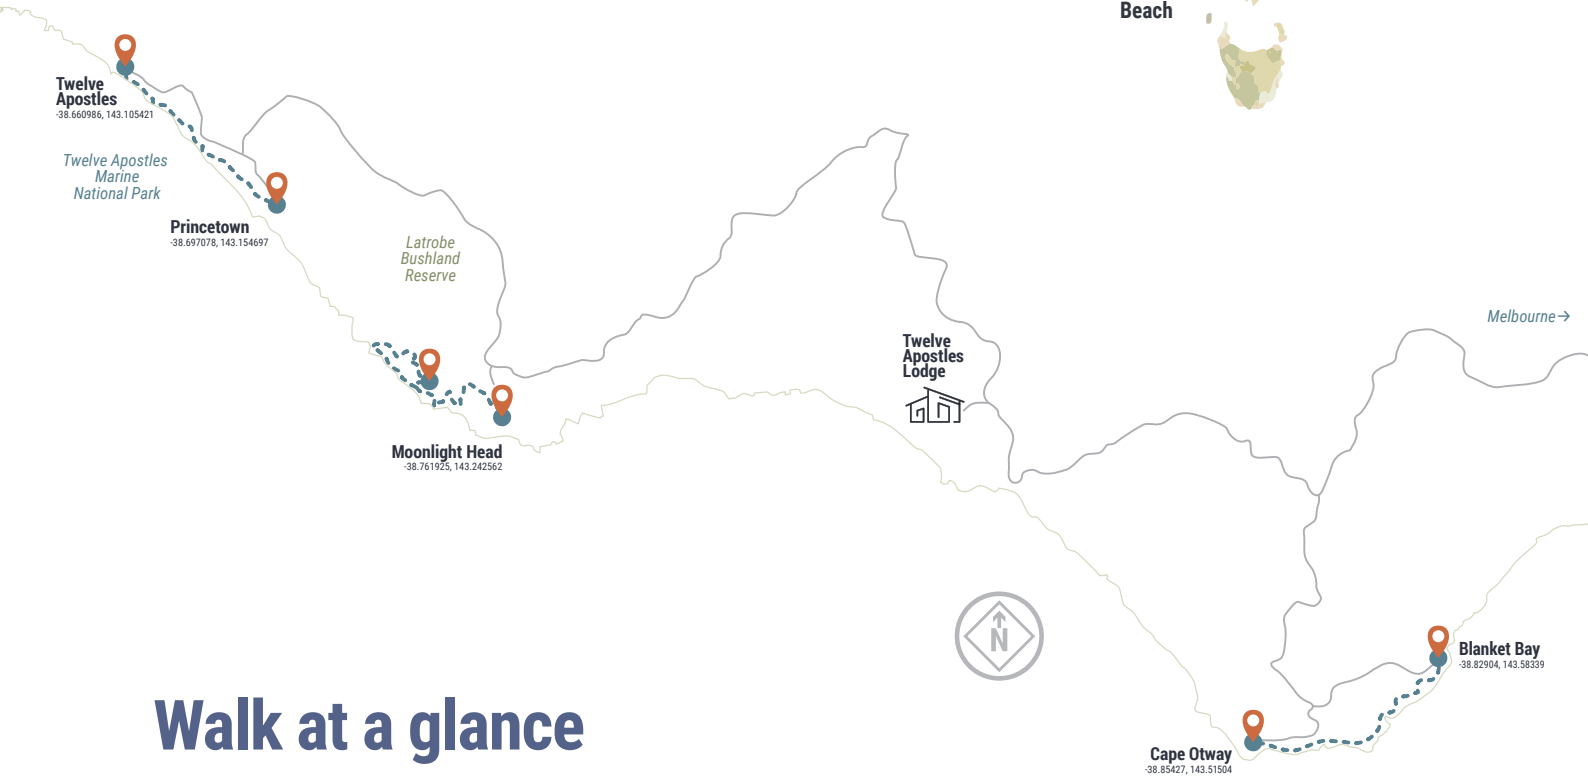 Beach
Twelve
Apostles
-38.660986, 143.105421
Twelve Apostles
Marine
National Park
Princetown
-38.697078, 143.154697
Latrobe
Bushland
Reserve
Melbourne→
Twelve
Apostles
Lodge
Moonlight Head
-38.761925, 143.242562
N
Blanket Bay
-38.82904, 143.58339
Walk at a glance
Cape Otway
-38.85427, 143.51504